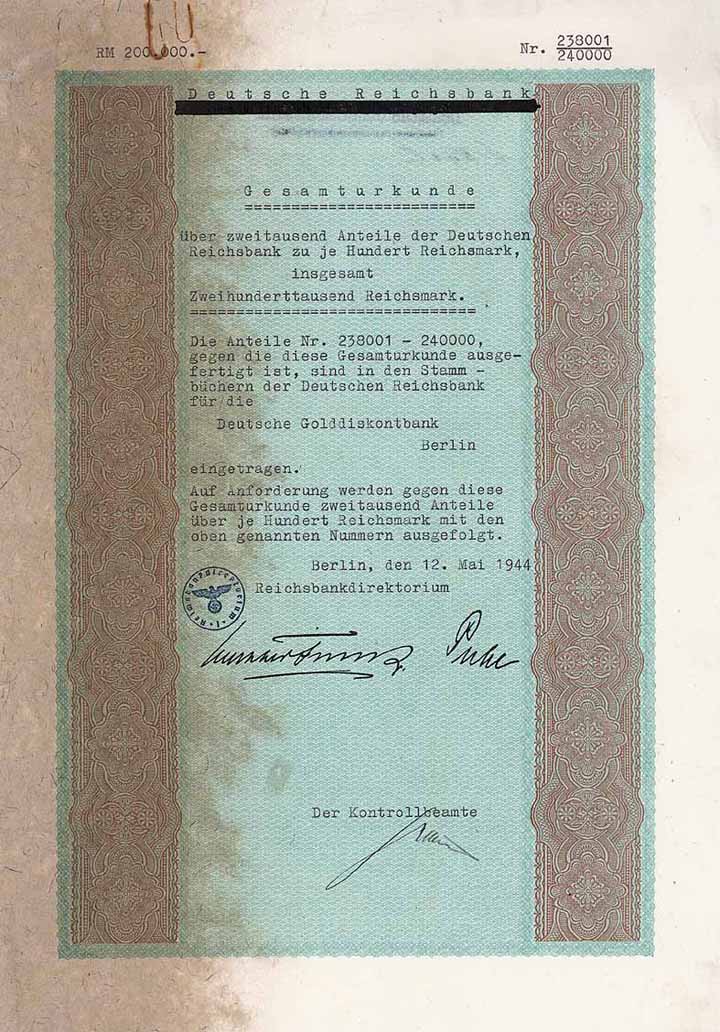 RM 200.000.-
Nr. 238001
240000
Deutsche Reichsbank
Gesamturkunde
über zweitausend Anteile der Deutschen
Reichsbank zu je Hundert Reichsmark,
insgesamt
Zweihunderttausend Reichsmark.
Die Anteile Nr. 238001 - 240000,
gegen die diese Gesamturkunde ausge-
fertigt ist, sind in den Stamm -
büchern der Deutschen Reichsbank
für die
Deutsche Golddiskontbank
Berlin
eingetragen.
Auf Anforderung werden gegen diese
Gesamturkunde zweitausend Anteile
über je Hundert Reichsmark mit den
oben genannten Nummern ausgefolgt.
Berlin, den 12. Mai 1944
Reichsbankdirektorium
Reichsbankdirektorium
Puhl
Der Kontrollbeamte